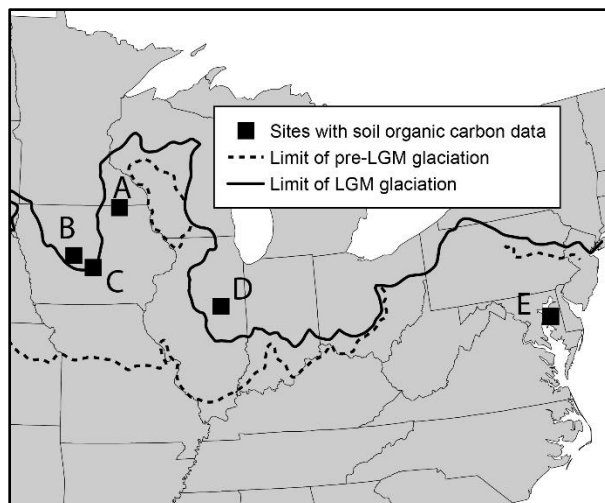 Sites with soil organic carbon data
Limit of pre-LGM glaciation
Limit of LGM glaciation
A
B
C
D
E